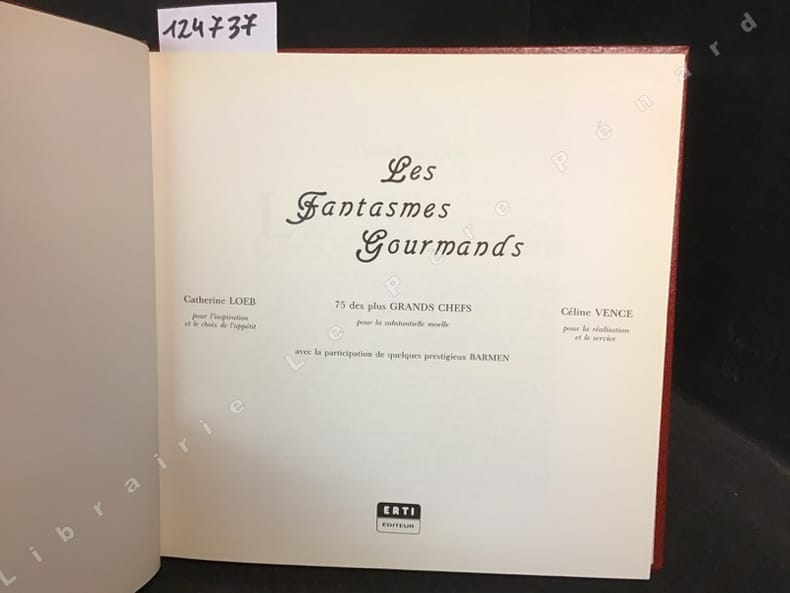 124737
Les
Fantasmes
Gourmands
Catherine LOEB
pour l'inspiration
et le choix de l'appétit
75 des plus GRANDS CHEFS
pour la substantielle moelle
Céline VENCE
pour la réalisation
et le service
avec la participation de quelques prestigieux BARMEN
ERTI
EDITEUR
Librairie Le Père Pénard